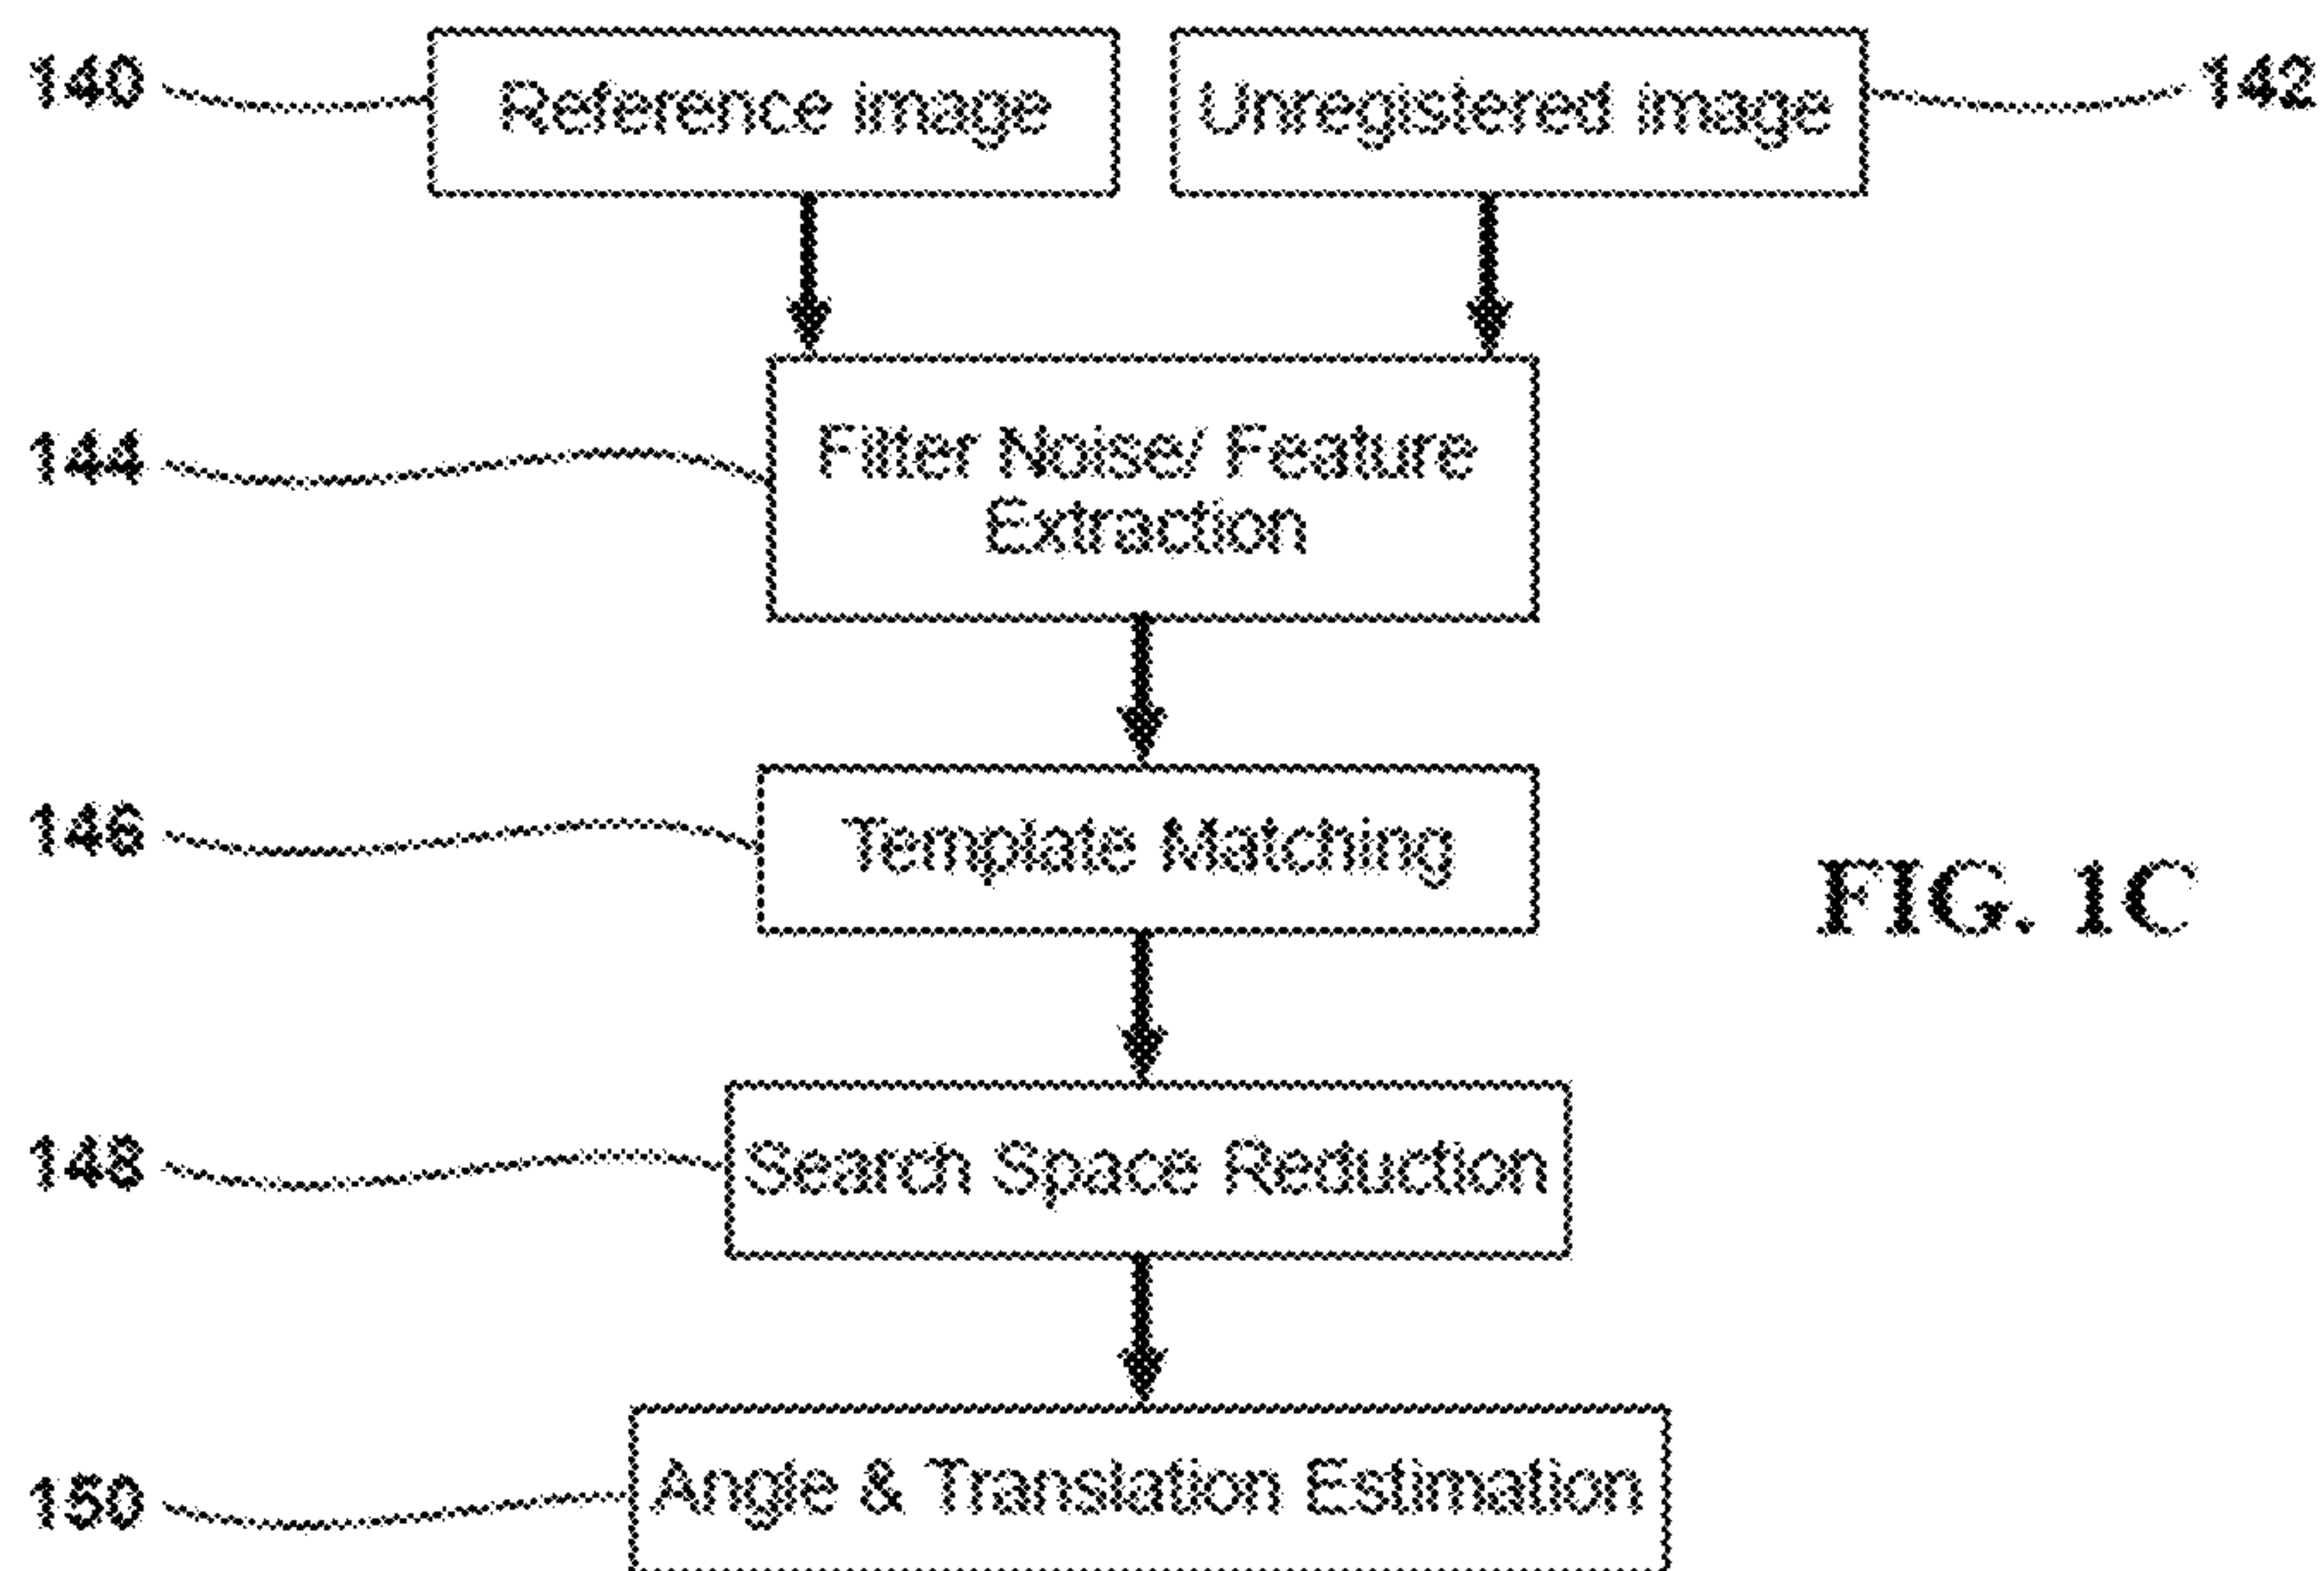 140 Reference image Unregistered image 142
144 Filter Noise/ Feature
Extraction
146 Template Matching
FIG. 1C
148 Search Space Reduction
150 Angle & Translation Estimation